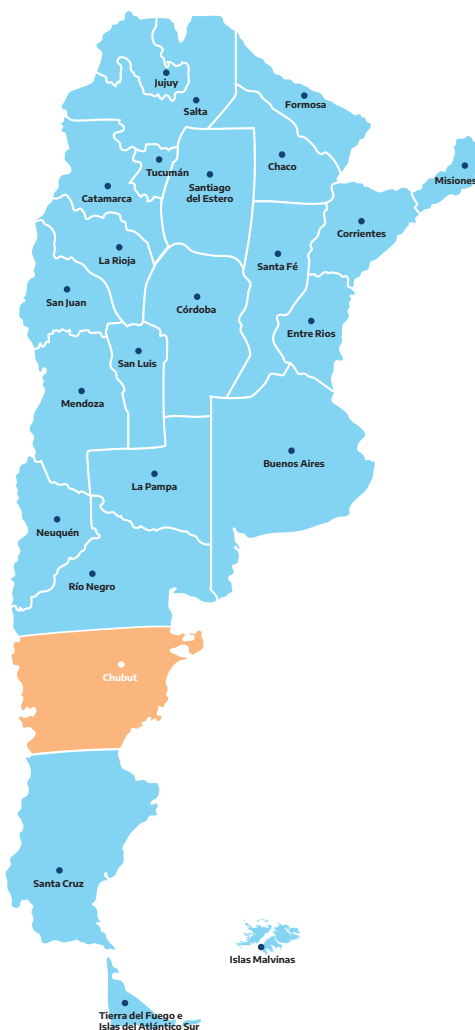 Jujuy
Salta
Formosa
Tucumán
Chaco
Misiones
Santiago
del Estero
Catamarca
Corrientes
La Rioja
Santa Fé
San Juan
Córdoba
Entre Rios
San Luis
Mendoza
Buenos Aires
La Pampa
Neuquén
Río Negro
Chubut
Santa Cruz
Islas Malvinas
Tierra del Fuego e
Islas del Atlántico Sur